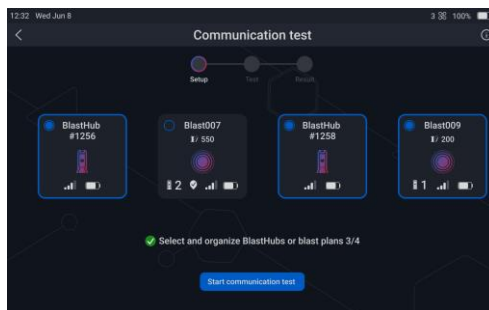 12:32 Wed Jun 8
3 100%
Communication test
Setup
Test
Result
BlastHub
#1256
Blast007
550
2
BlastHub
#1258
Blast009
200
1
Select and organize BlastHubs or blast plans 3/4
Start communication test